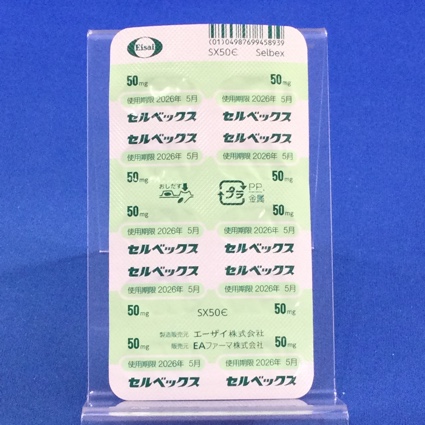 Eisai
(01)04987699458939
SX50€ Selbex
50mg 50mg
使用期限 2026年 5月 使用期限 2026年 5月
セルベックス セルベックス
セルベックス セルベックス
使用期限 2026年 5月 使用期限 2026年 5月
50mg おしだす プラ PP, 金属 50mg
50mg 50mg
使用期限 2026年 5月 使用期限 2026年 5月
セルベックス セルベックス
セルベックス セルベックス
使用期限 2026年 5月 使用期限 2026年 5月
50mg SX50€ 50mg
製造販売元 エーザイ株式会社
50mg 販売元 EAファーマ株式会社 50mg
使用期限 2026年 5月 使用期限 2026年 5月
セルベックス セルベックス